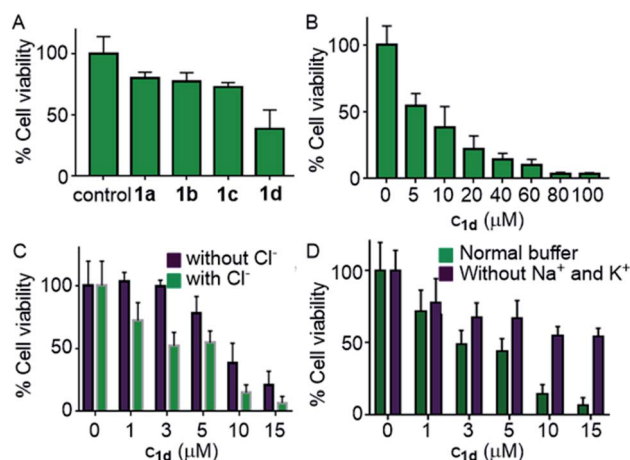 A
% Cell viability
100
50
0
control 1a 1b 1c 1d
B
% Cell viability
100
50
0
0 5 10 20 40 60 80 100
c1d (μM)
C
without Cl-
with Cl-
% Cell viability
100
50
0
0 1 3 5 10 15
c1d (μM)
D
Normal buffer
Without Na+ and K+
% Cell viability
100
50
0
0 1 3 5 10 15
c1d (μM)